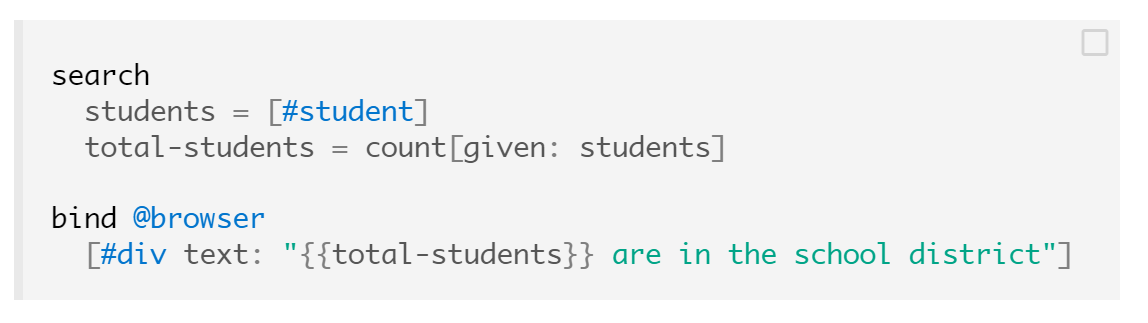 search
students = [#student]
total-students = count[given: students]
bind @browser
[#div text: "{{total-students}} are in the school district"]